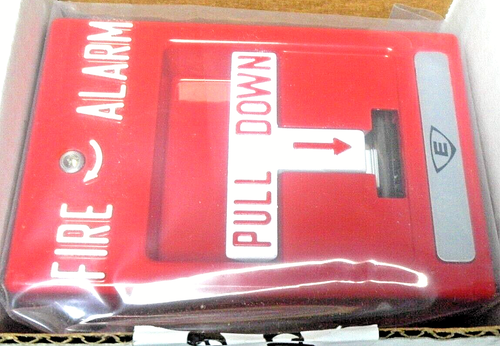 FIRE ALARM
PULL DOWN
E